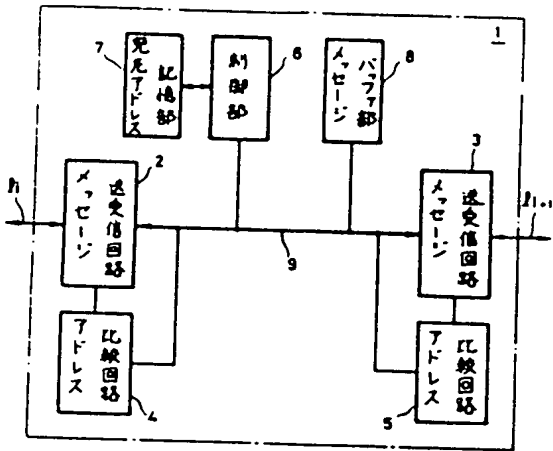 1
7
発元アドレス
記憶部
制御部
6
メッセージ
バッファ部
8
2
メッセージ
送受信回路
3
メッセージ
送受信回路
9
アドレス
比較回路
4
アドレス
比較回路
5